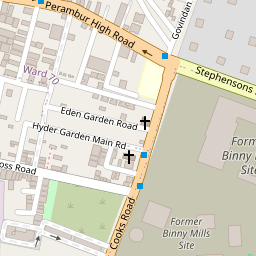 Perambur High Road
Govindan
Stephensons
Ward 70
Eden Garden Road
Hyder Garden Main Rd
oss Road
Former
Binny Mills
Site
Former
Binny Mills
Site
Cooks Road